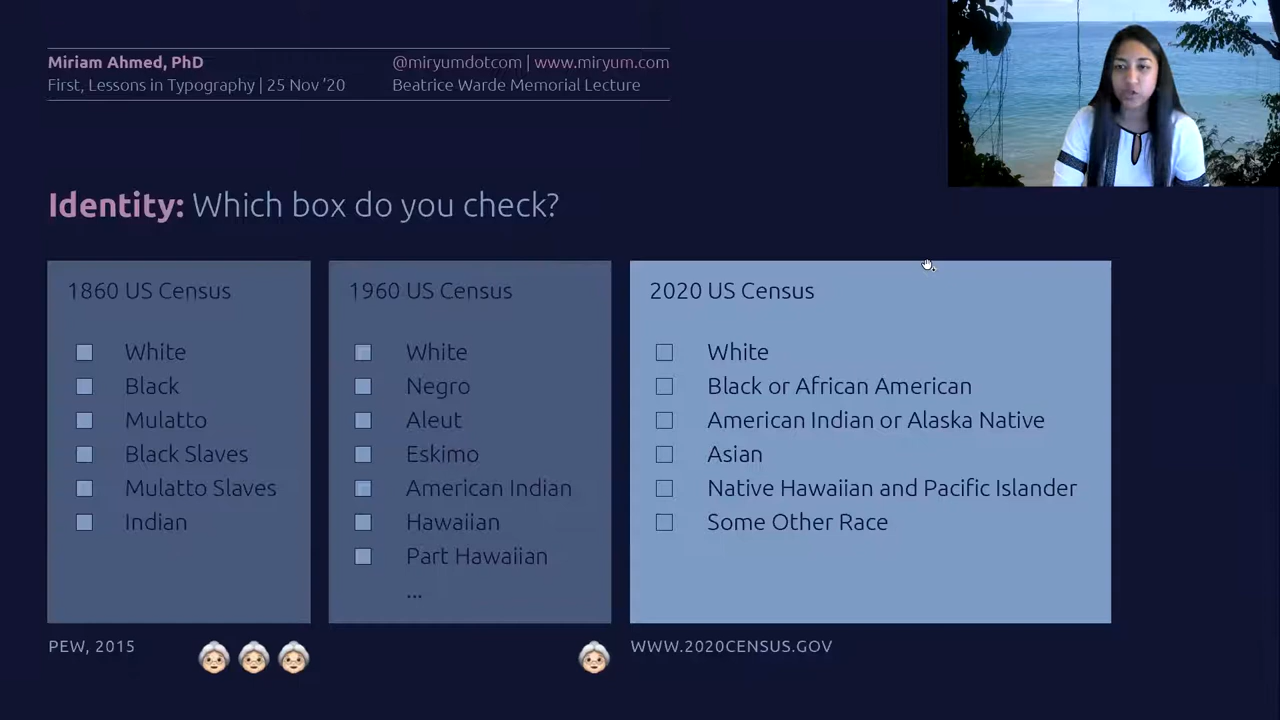 Miriam Ahmed, PhD
First, Lessons in Typography | 25 Nov ’20
@miryumdotcom | www.miryum.com
Beatrice Warde Memorial Lecture
Identity: Which box do you check?
1860 US Census
White
Black
Mulatto
Black Slaves
Mulatto Slaves
Indian
1960 US Census
White
Negro
Aleut
Eskimo
American Indian
Hawaiian
Part Hawaiian
...
2020 US Census
White
Black or African American
American Indian or Alaska Native
Asian
Native Hawaiian and Pacific Islander
Some Other Race
PEW, 2015
WWW.2020CENSUS.GOV